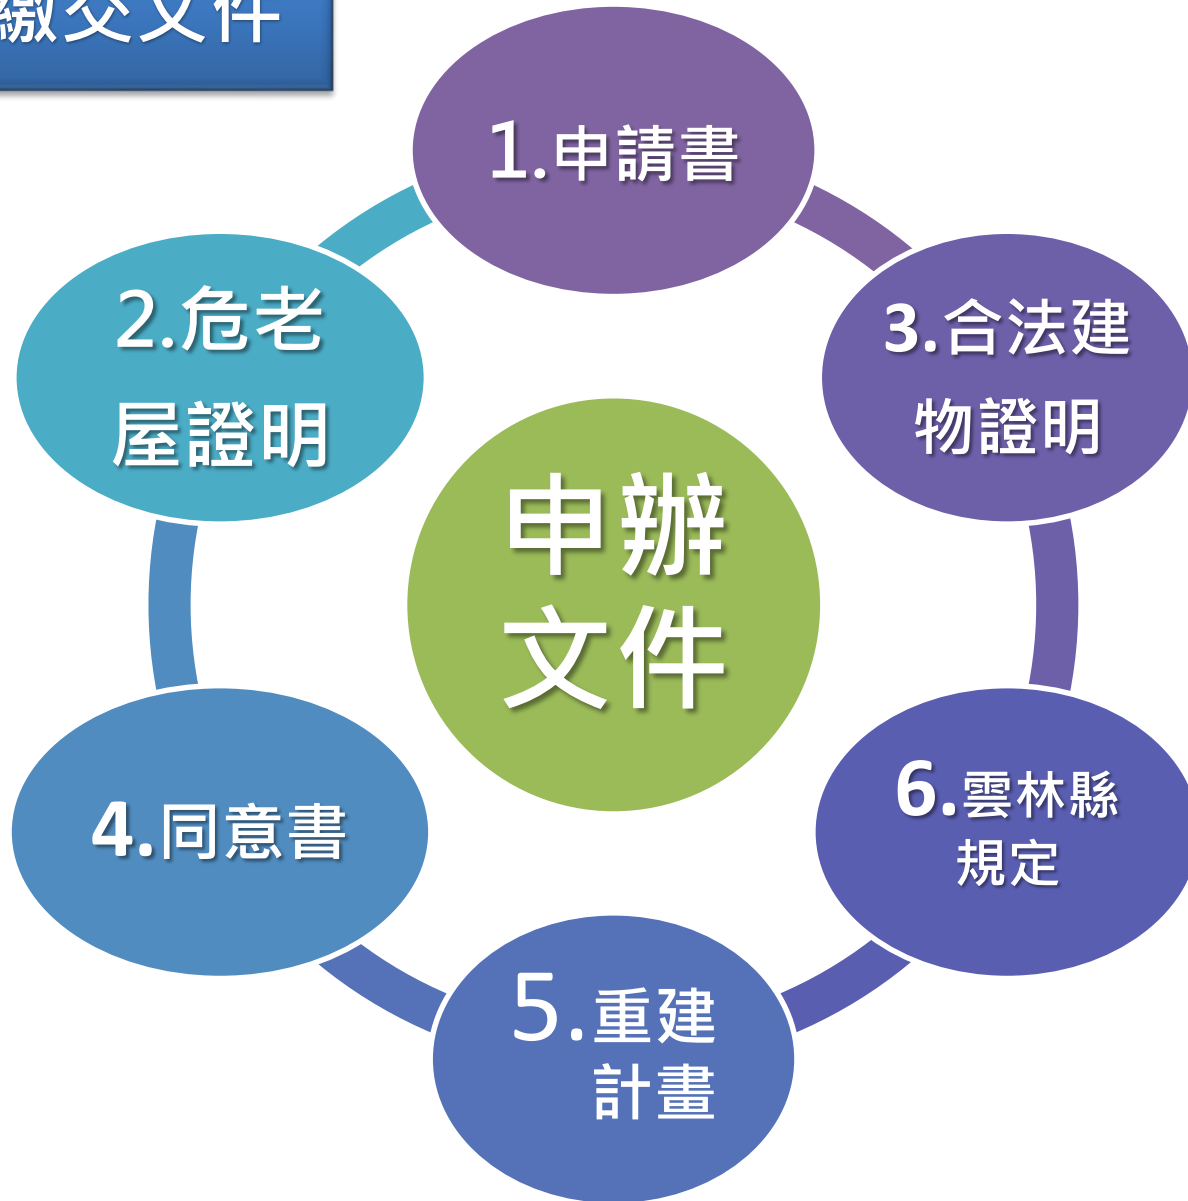 繳交文件
1.申請書
2.危老
屋證明
3.合法建
物證明
申辦
文件
4.同意書
6.雲林縣
規定
5.重建
計畫